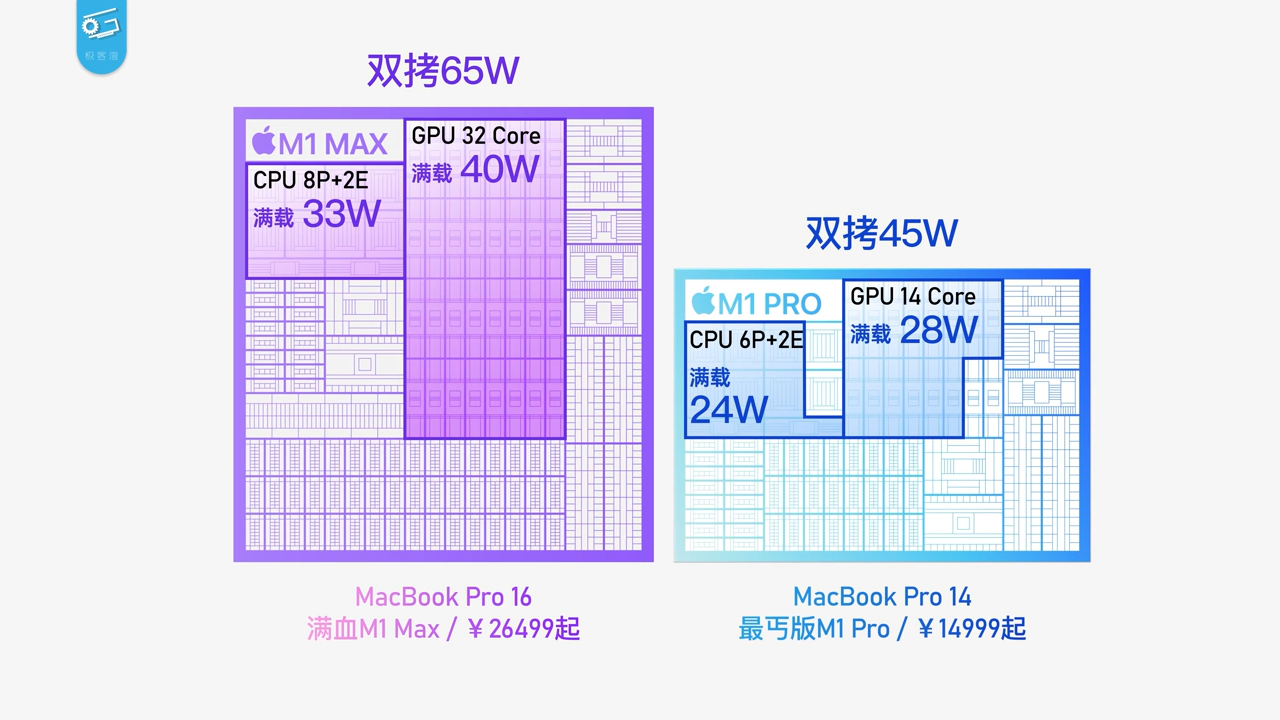 极客湾
双拷65W
M1 MAX
GPU 32 Core
满载 40W
CPU 8P+2E
满载 33W
双拷45W
M1 PRO
GPU 14 Core
满载 28W
CPU 6P+2E
满载
24W
MacBook Pro 16
满血M1 Max / ¥26499起
MacBook Pro 14
最丐版M1 Pro / ¥14999起